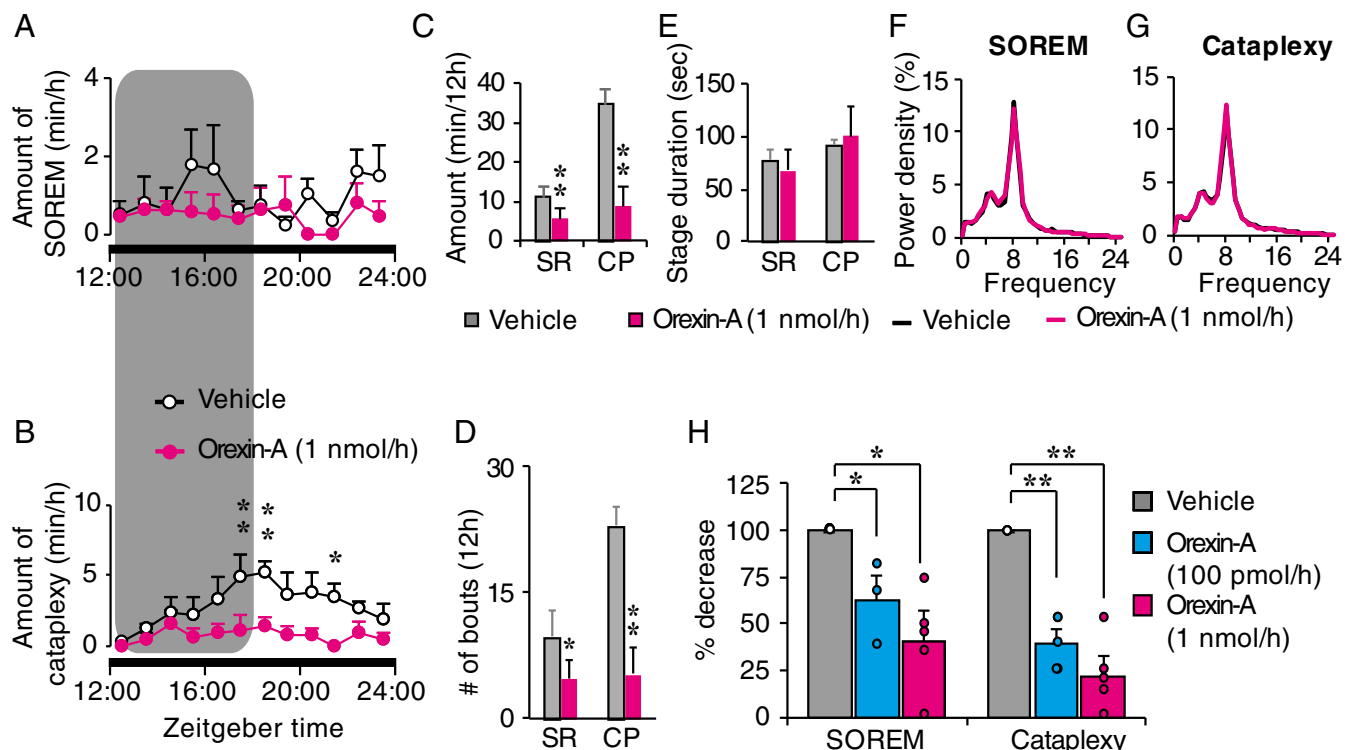 A
Amount of
SOREM (min/h)
4
2
0
12:00 16:00 20:00 24:00
Vehicle
Orexin-A (1 nmol/h)
B
Amount of
cataplexy (min/h)
10
5
0
* * * * *
12:00 16:00 20:00 24:00
Zeitgeber time
C
Amount (min/12h)
40
30
20
10
0
* * * *
SR CP
E
Stage duration (sec)
150
100
50
0
SR CP
Vehicle Orexin-A (1 nmol/h)
F
SOREM
Power density (%)
15
10
5
0
0 8 16 24
Frequency
G
Cataplexy
15
10
5
0
0 8 16 24
Frequency
Vehicle Orexin-A (1 nmol/h)
D
# of bouts (12h)
30
15
0
* * *
SR CP
H
% decrease
125
100
75
50
25
0
* * ** **
SOREM Cataplexy
Vehicle
Orexin-A
(100 pmol/h)
Orexin-A
(1 nmol/h)